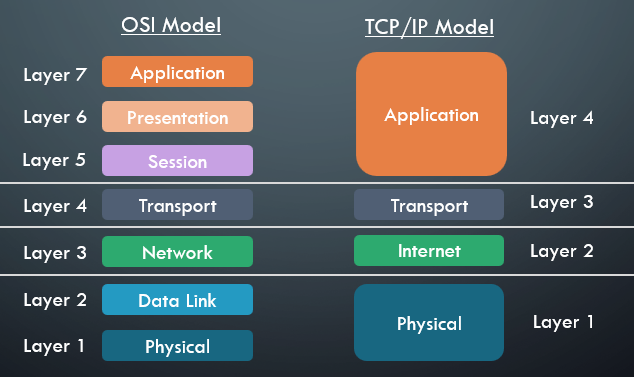 OSI Model TCP/IP Model
Layer 7 Application
Layer 6 Presentation Application Layer 4
Layer 5 Session
Layer 4 Transport Transport Layer 3
Layer 3 Network Internet Layer 2
Layer 2 Data Link
Physical Layer 1
Layer 1 Physical